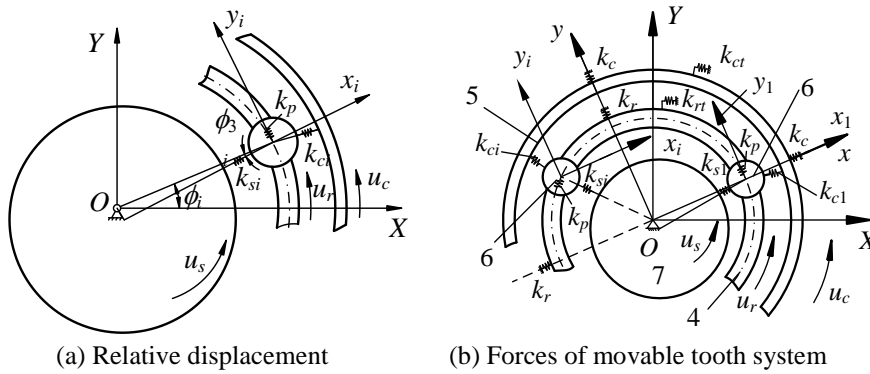 Y
y_i
x_i
k_p
ϕ_3
k_ci
k_si
ϕ_i
u_r
u_c
O
X
u_s
(a) Relative displacement
y
Y
k_c
k_ct
y_i
5
k_r
k_rt
y_1
6
x_1
k_ci
x_i
k_p
k_c
x
k_si
k_s1
k_c1
k_p
6
O
u_s
X
7
k_r
u_r
u_c
4
(b) Forces of movable tooth system